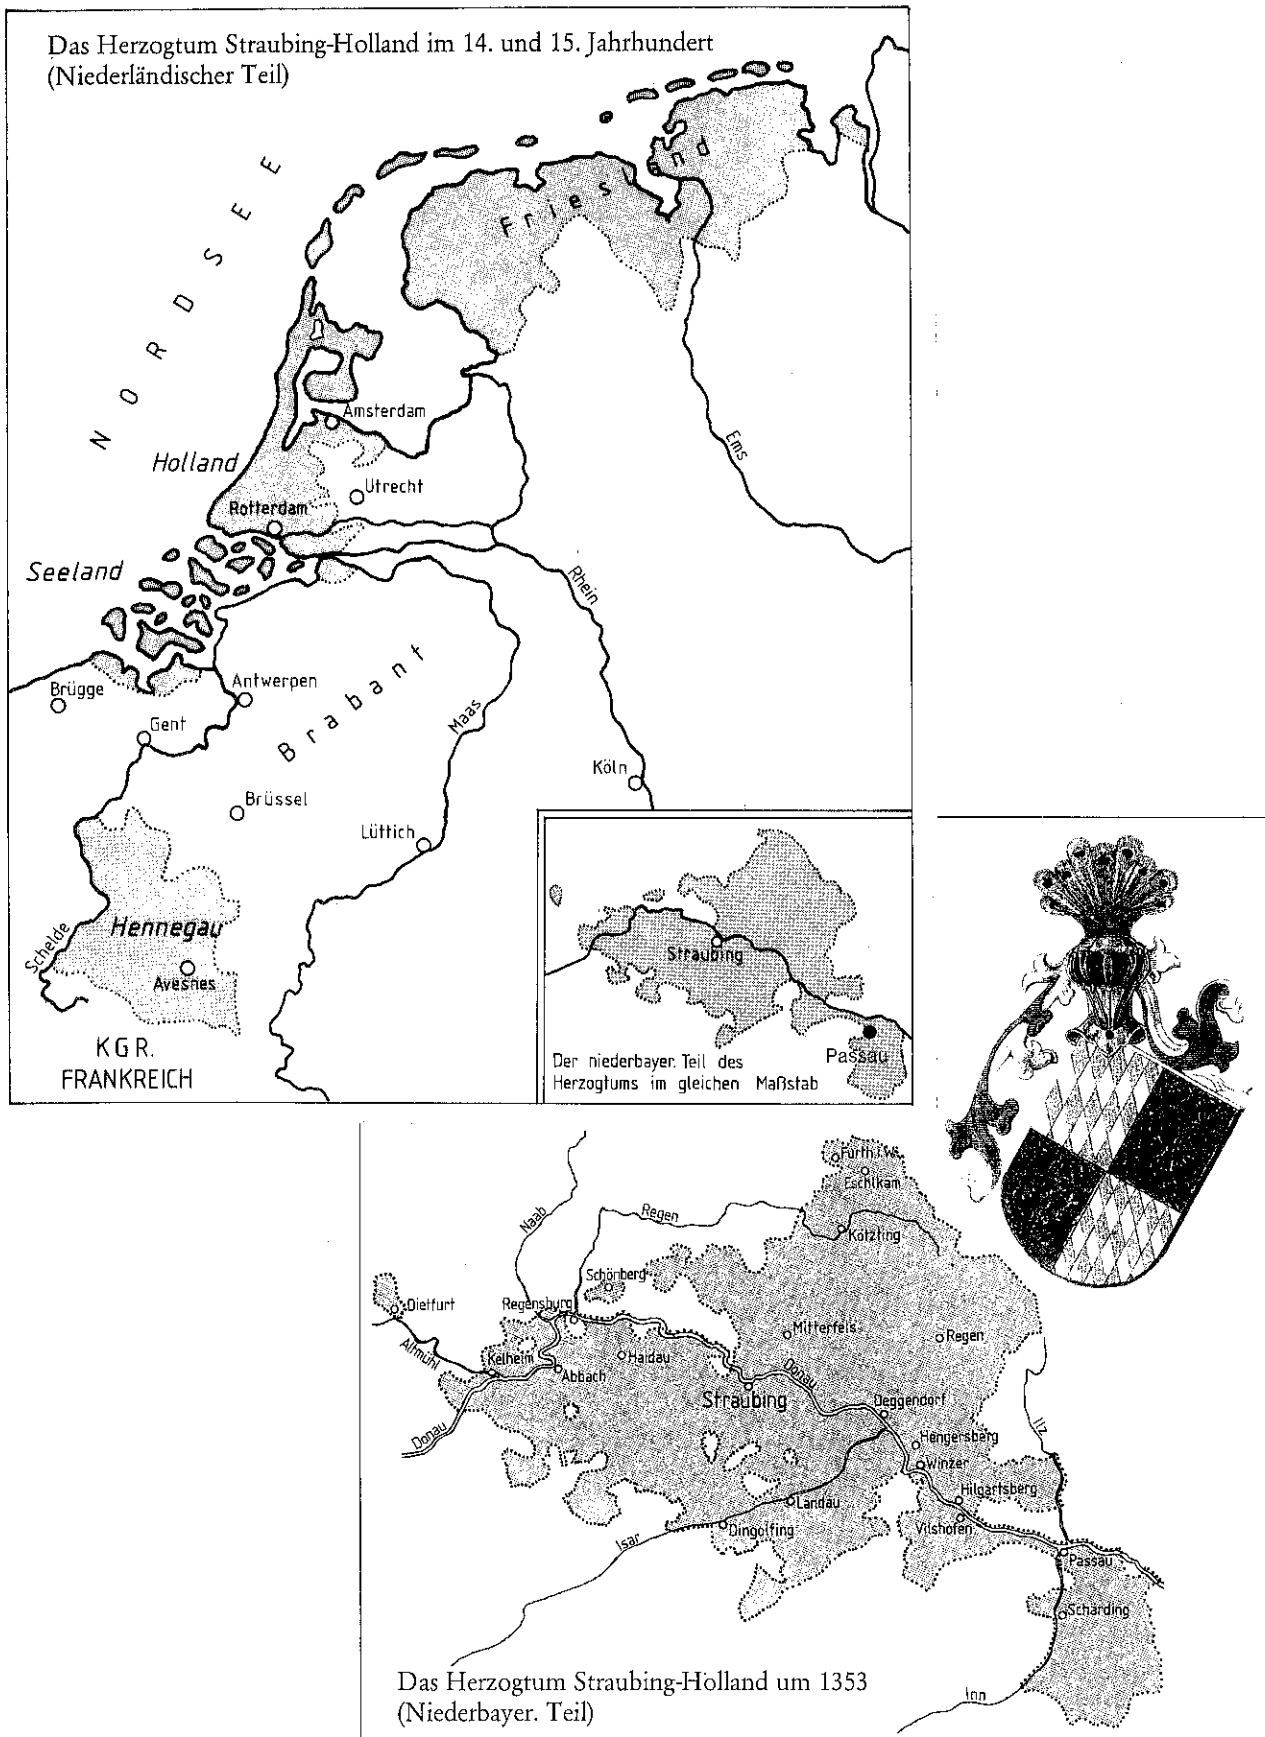 Das Herzogtum Straubing-Holland im 14. und 15. Jahrhundert
(Niederländischer Teil)
NORDSEE
Friesland
Amsterdam
Holland
Utrecht
Rotterdam
Ems
Seeland
Rhein
Brabant
Antwerpen
Brügge
Gent
Maas
Köln
Brüssel
Lüttich
Hennegau
Schelde
Avesnes
KGR.
FRANKREICH
Straubing
Passau
Der niederbayer. Teil des
Herzogtums im gleichen Maßstab
Furth i. W.
Eschlkam
Naab
Regen
Kötzting
Schönberg
Dietfurt
Regensburg
Altmühl
Mitterfels
Regen
Kelheim
Haidau
Abbach
Donau
Straubing
Donau
Deggendorf
Hengersberg
Ilz
Winzer
Hilgartsberg
Landau
Vilshofen
Dingolfing
Isar
Passau
Schärding
Inn
Das Herzogtum Straubing-Holland um 1353
(Niederbayer. Teil)